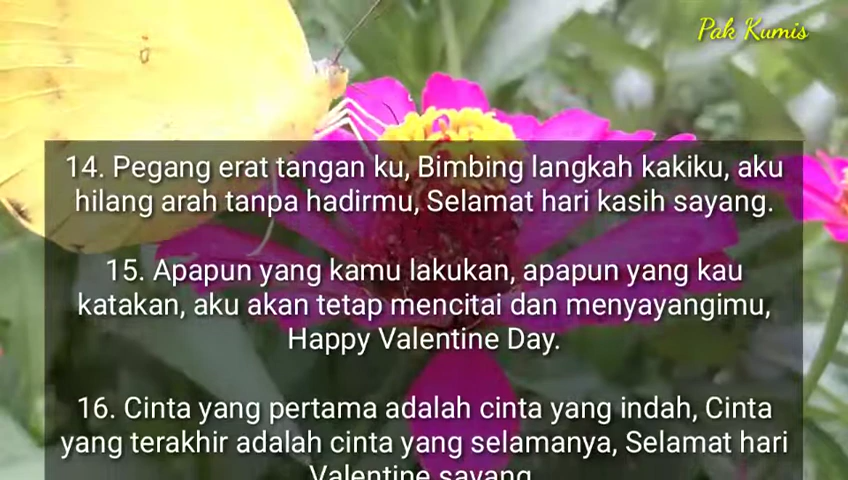 Pak Kumis
14. Pegang erat tangan ku, Bimbing langkah kakiku, aku
hilang arah tanpa hadirmu, Selamat hari kasih sayang.
15. Apapun yang kamu lakukan, apapun yang kau
katakan, aku akan tetap mencitai dan menyayangimu,
Happy Valentine Day.
16. Cinta yang pertama adalah cinta yang indah, Cinta
yang terakhir adalah cinta yang selamanya, Selamat hari
Valentine sayang